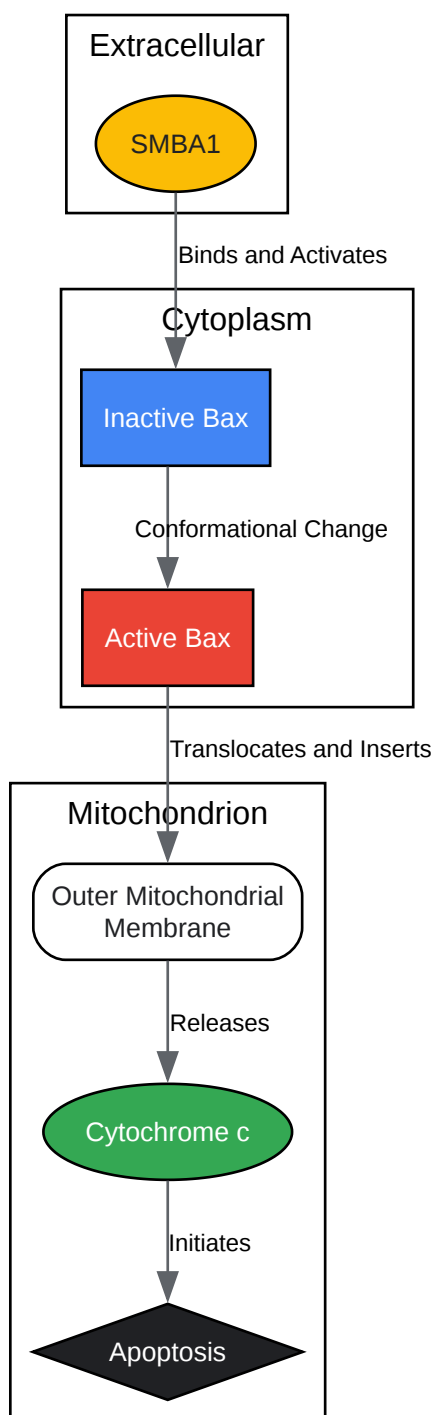 Extracellular
SMBA1
Binds and Activates
Cytoplasm
Inactive Bax
Conformational Change
Active Bax
Translocates and Inserts
Mitochondrion
Outer Mitochondrial
Membrane
Releases
Cytochrome c
Initiates
Apoptosis